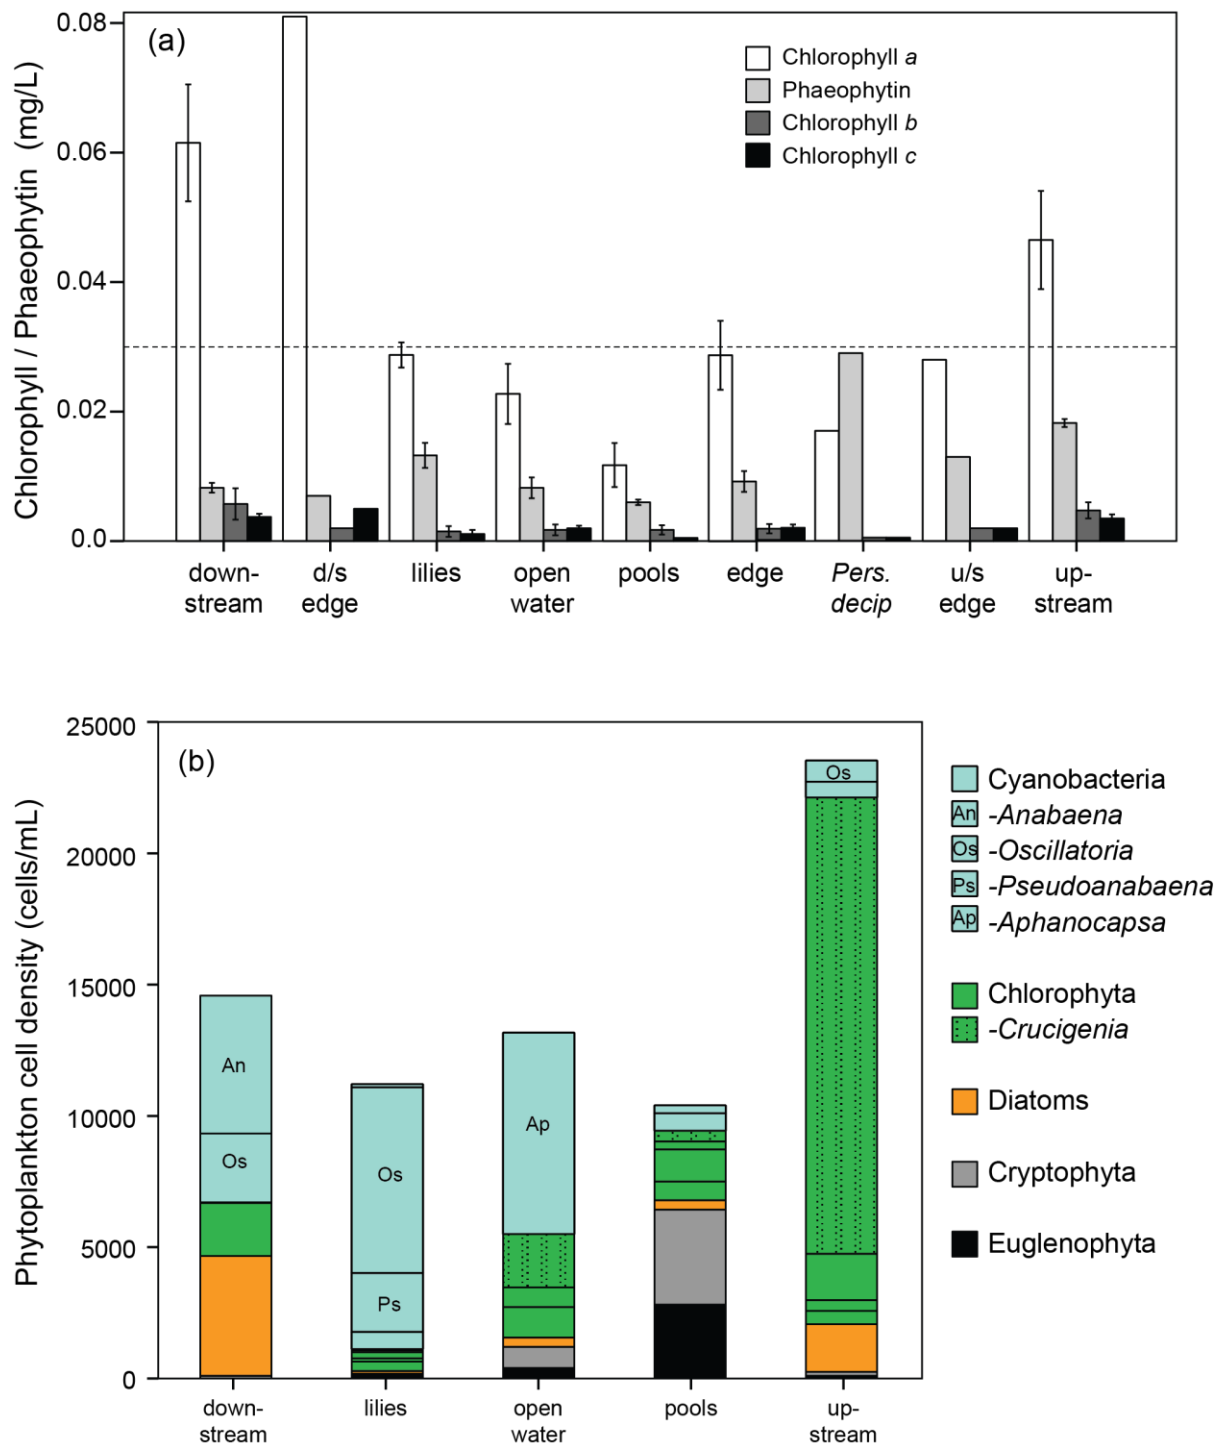 (a)
Chlorophyll / Phaeophytin (mg/L)
0.08
0.06
0.04
0.02
0.0
Chlorophyll a
Phaeophytin
Chlorophyll b
Chlorophyll c
down-
stream
d/s
edge
lilies
open
water
pools
edge
Pers.
decip
u/s
edge
up-
stream
(b)
Phytoplankton cell density (cells/mL)
25000
20000
15000
10000
5000
0
An
Os
Os
Ps
Ap
Os
down-
stream
lilies
open
water
pools
up-
stream
Cyanobacteria
An -Anabaena
Os -Oscillatoria
Ps -Pseudoanabaena
Ap -Aphanocapsa
Chlorophyta
-Crucigenia
Diatoms
Cryptophyta
Euglenophyta